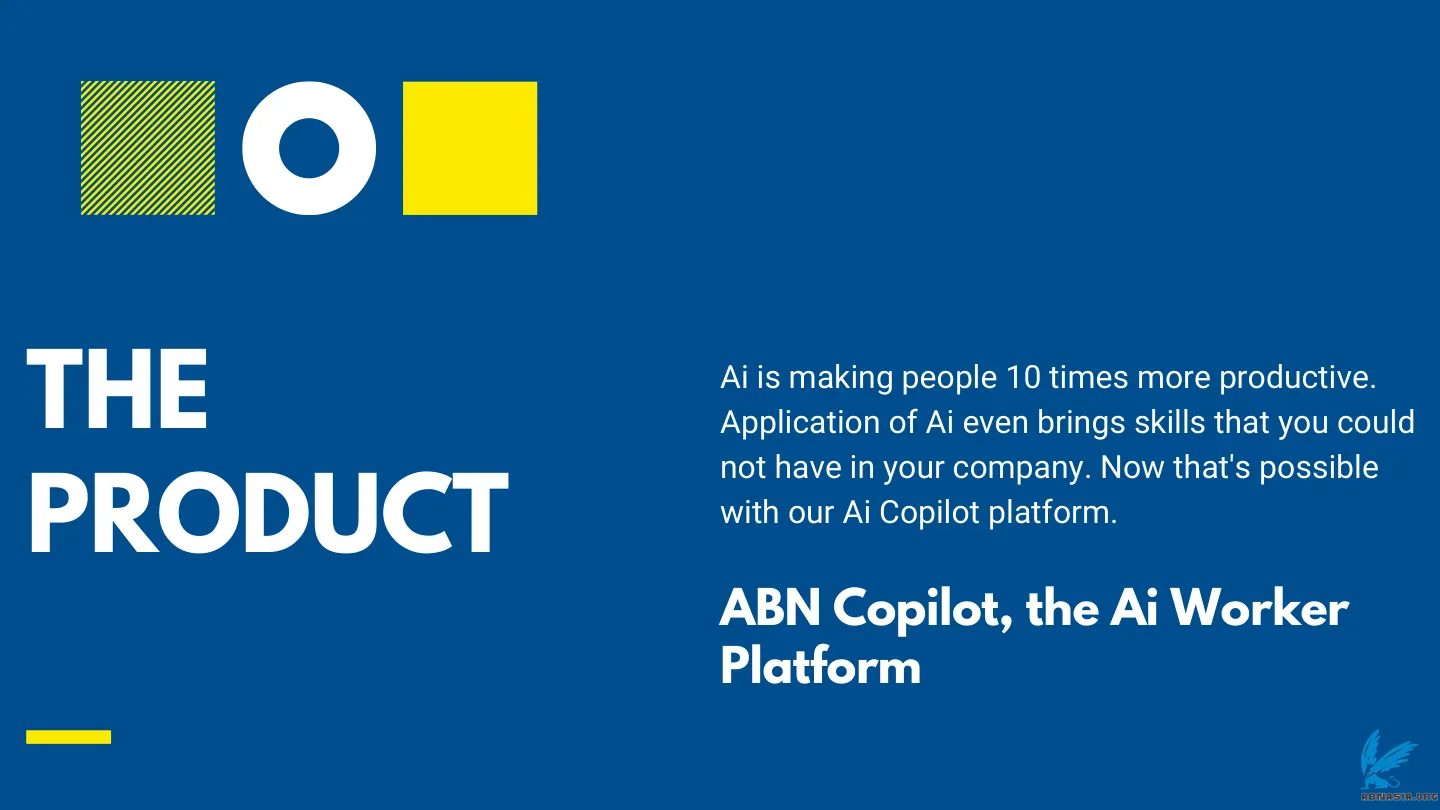 THE
PRODUCT
Ai is making people 10 times more productive.
Application of Ai even brings skills that you could
not have in your company. Now that's possible
with our Ai Copilot platform.
ABN Copilot, the Ai Worker
Platform
ABNASIA.ORG